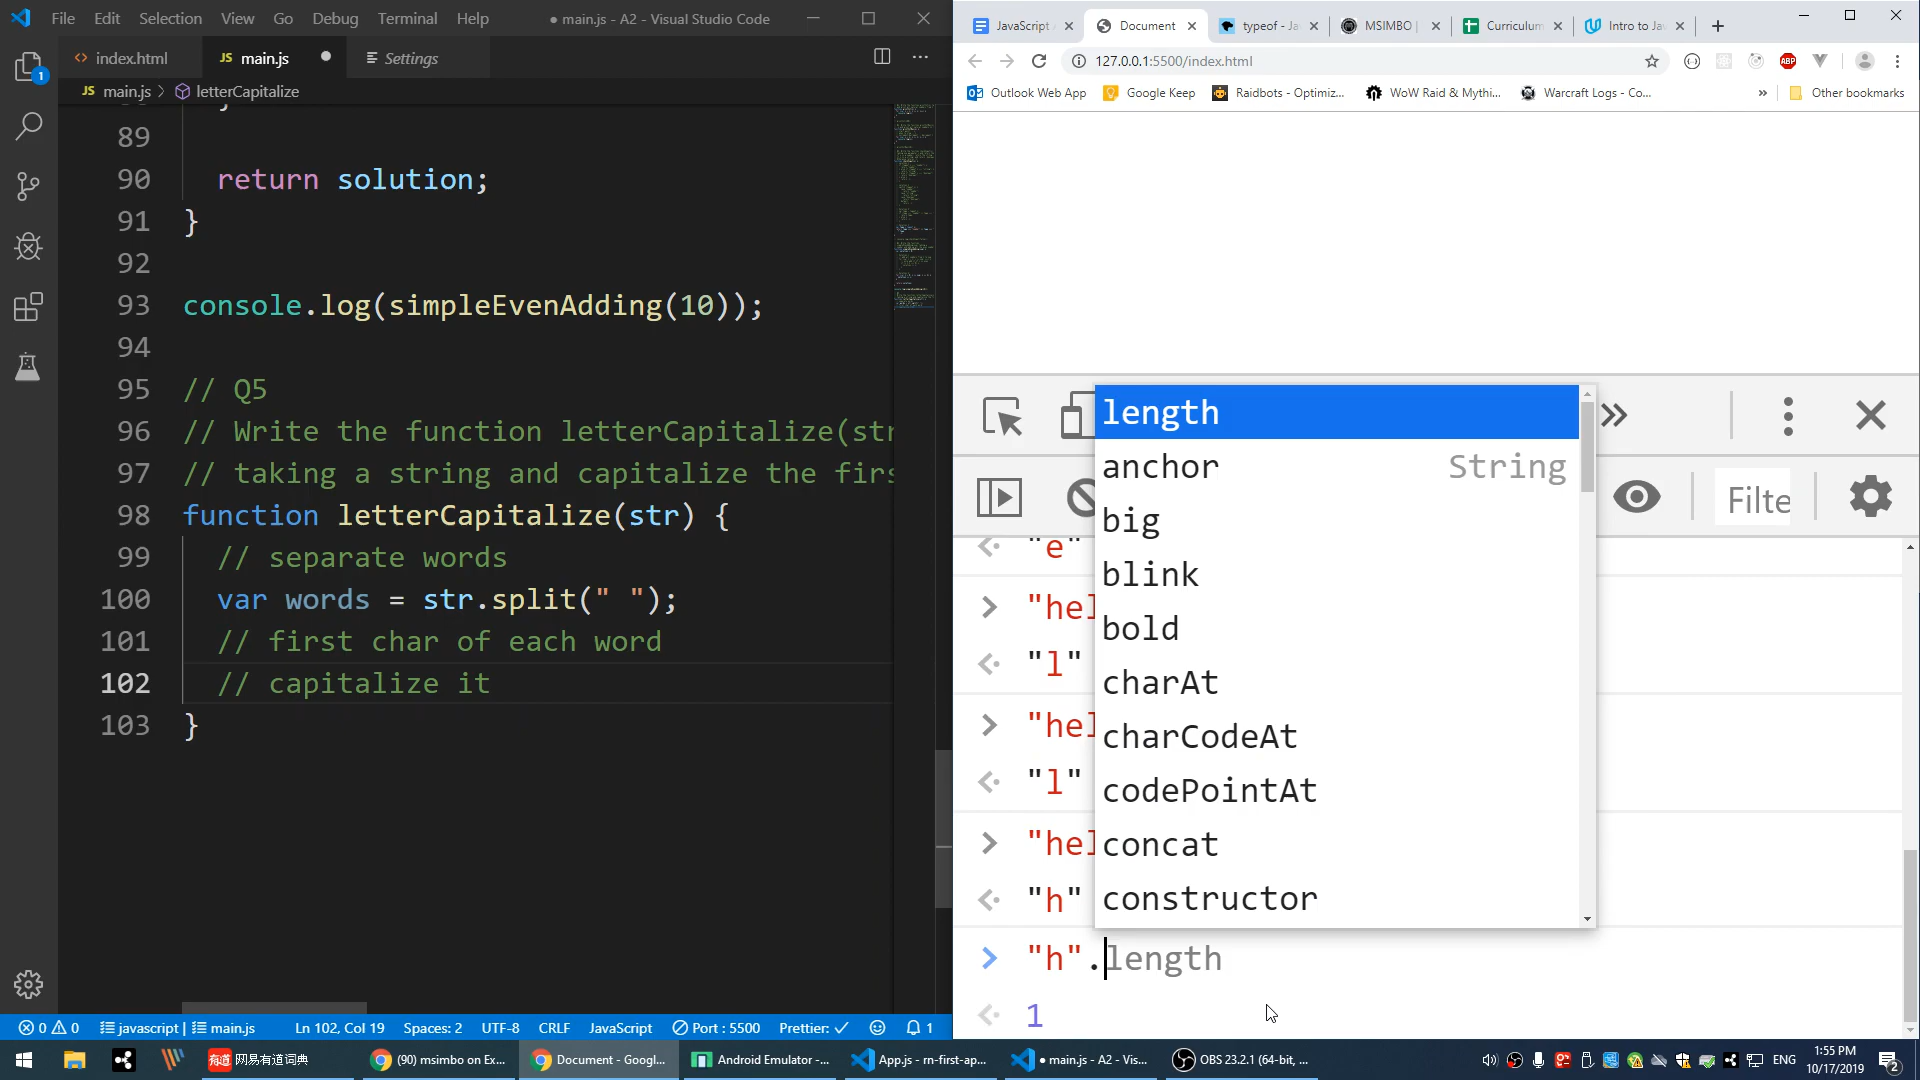 File Edit Selection View Go Debug Terminal Help
● main.js - A2 - Visual Studio Code
index.html
JS main.js
Settings
JS main.js > letterCapitalize
89
90 return solution;
91 }
92
93 console.log(simpleEvenAdding(10));
94
95 // Q5
96 // Write the function letterCapitalize(str
97 // taking a string and capitalize the firs
98 function letterCapitalize(str) {
99 // separate words
100 var words = str.split(" ");
101 // first char of each word
102 // capitalize it
103 }
1
0 0 javascript | main.js Ln 102, Col 19 Spaces: 2 UTF-8 CRLF JavaScript Port : 5500 Prettier: ✓ 1
JavaScript
Document
typeof - Ja
MSIMBO |
Curriculum
Intro to Ja
127.0.0.1:5500/index.html
ABP
Outlook Web App
Google Keep
Raidbots - Optimiz...
WoW Raid & Mythi...
Warcraft Logs - Co...
»
Other bookmarks
Filte
length
anchor String
big
blink
bold
charAt
charCodeAt
codePointAt
concat
constructor
"e"
"hel
"l"
"hel
"l"
"hel
"h"
"h".length
1
有道 网易有道词典
(90) msimbo on Ex...
Document - Googl...
Android Emulator -...
App.js - rn-first-ap...
● main.js - A2 - Vis...
OBS 23.2.1 (64-bit, ...
ENG
1:55 PM
10/17/2019
2